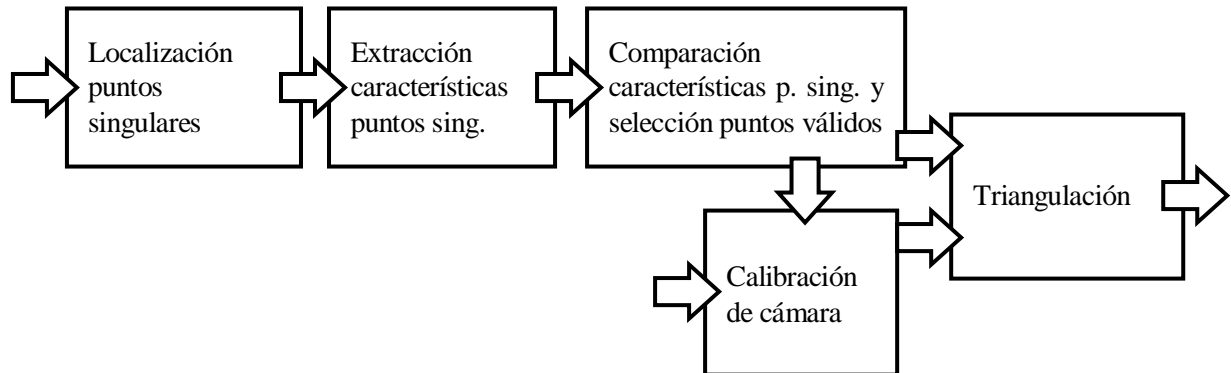 Localización
puntos
singulares
Extracción
características
puntos sing.
Comparación
características p. sing. y
selección puntos válidos
Triangulación
Calibración
de cámara